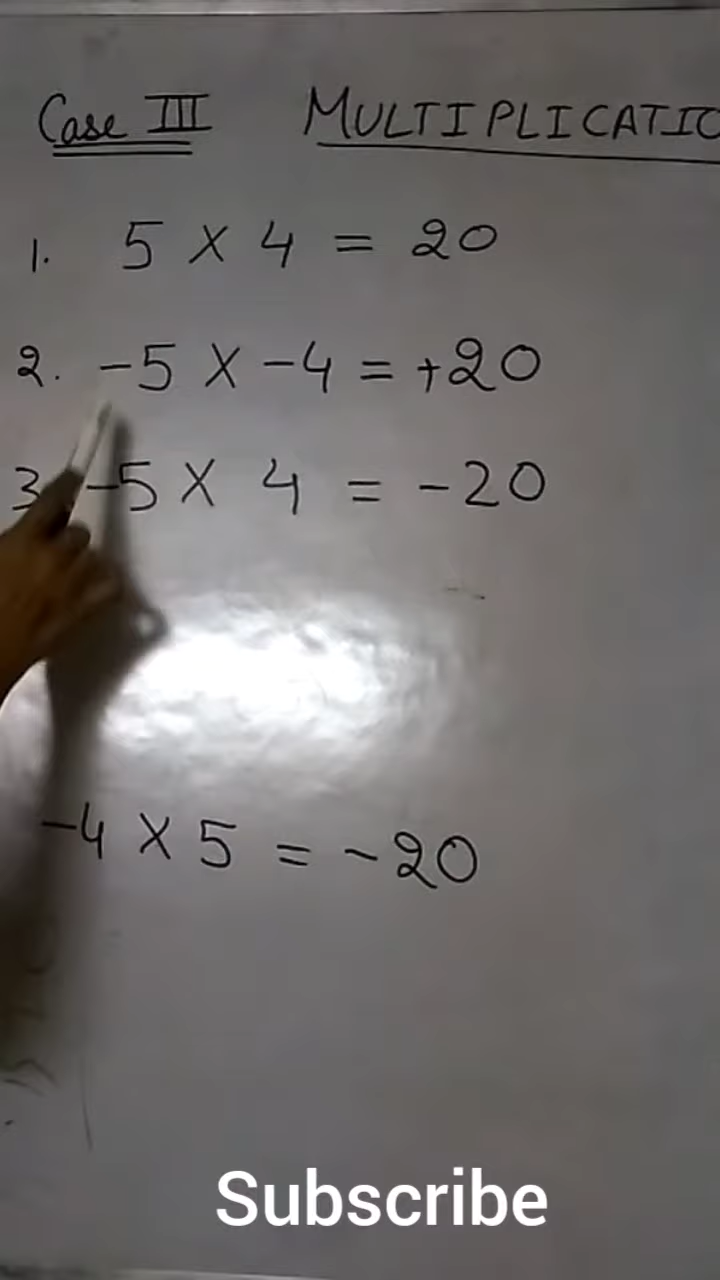 Case III MULTIPLICATIO
1. 5 × 4 = 20
2. -5 × -4 = +20
3 -5 × 4 = -20
-4 × 5 = -20
Subscribe